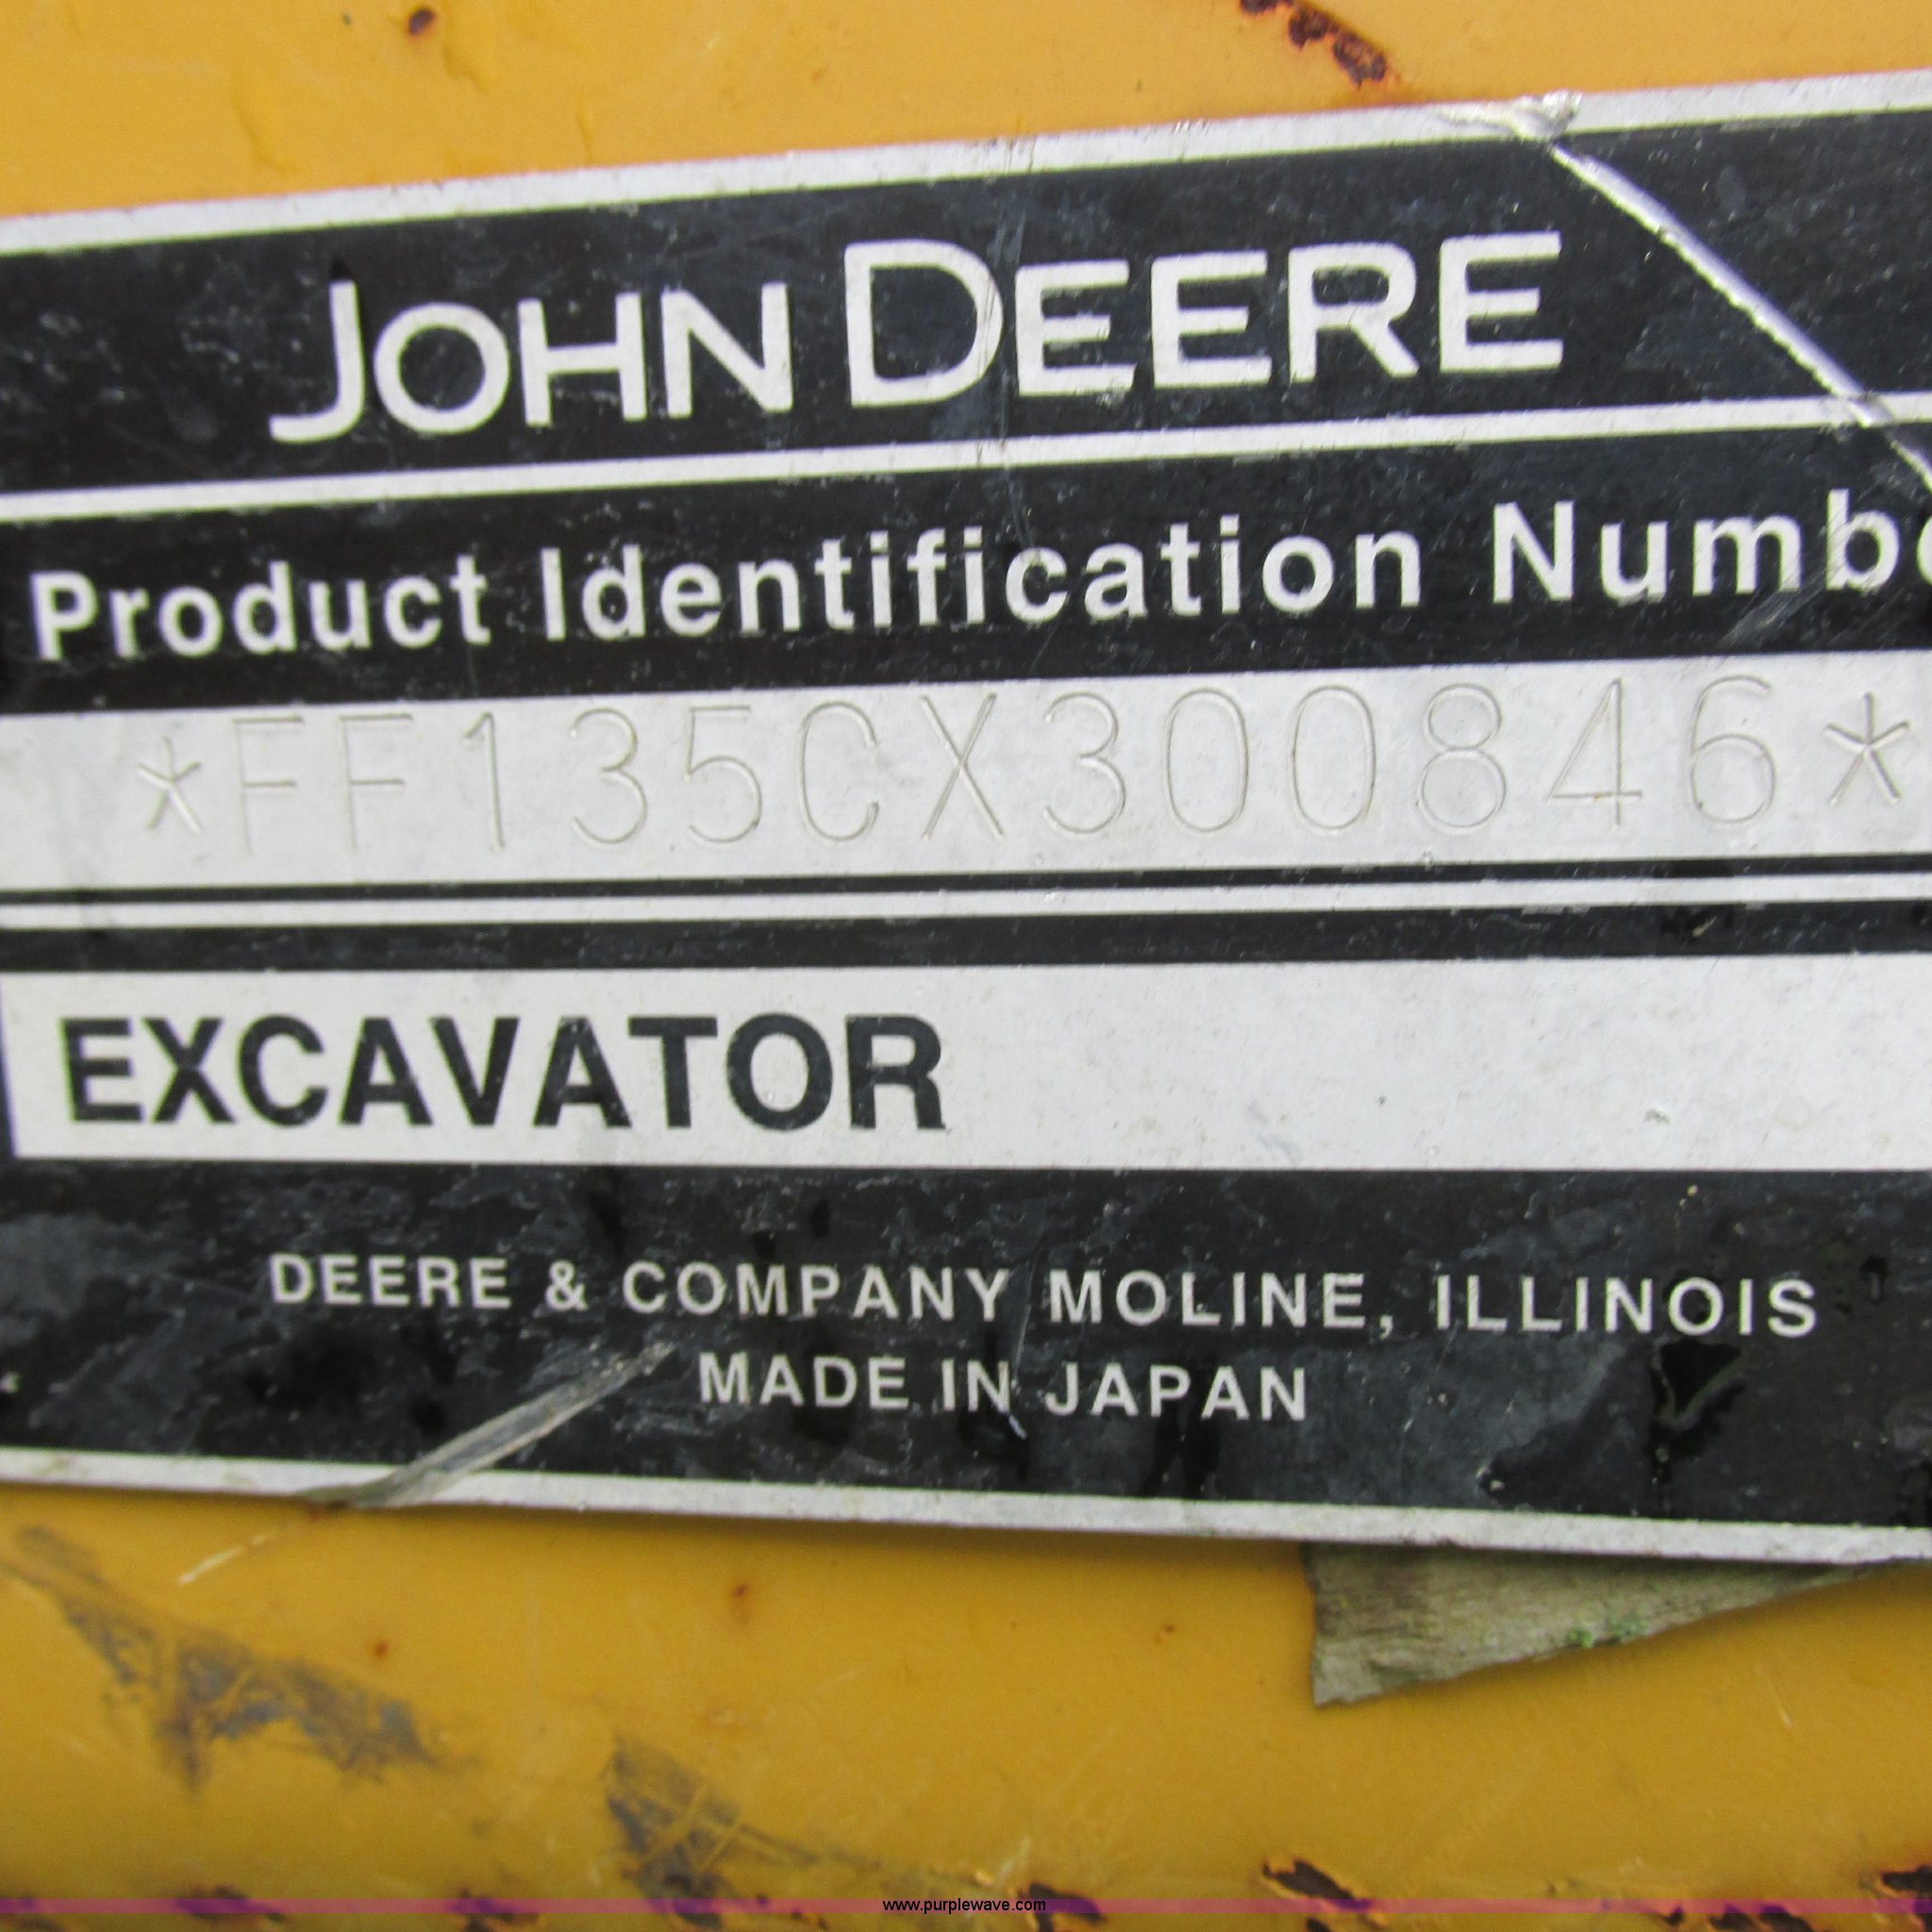 JOHN DEERE
Product Identification Numbe
*FF135CX300846*
EXCAVATOR
DEERE & COMPANY MOLINE, ILLINOIS
MADE IN JAPAN
www.purplewave.com